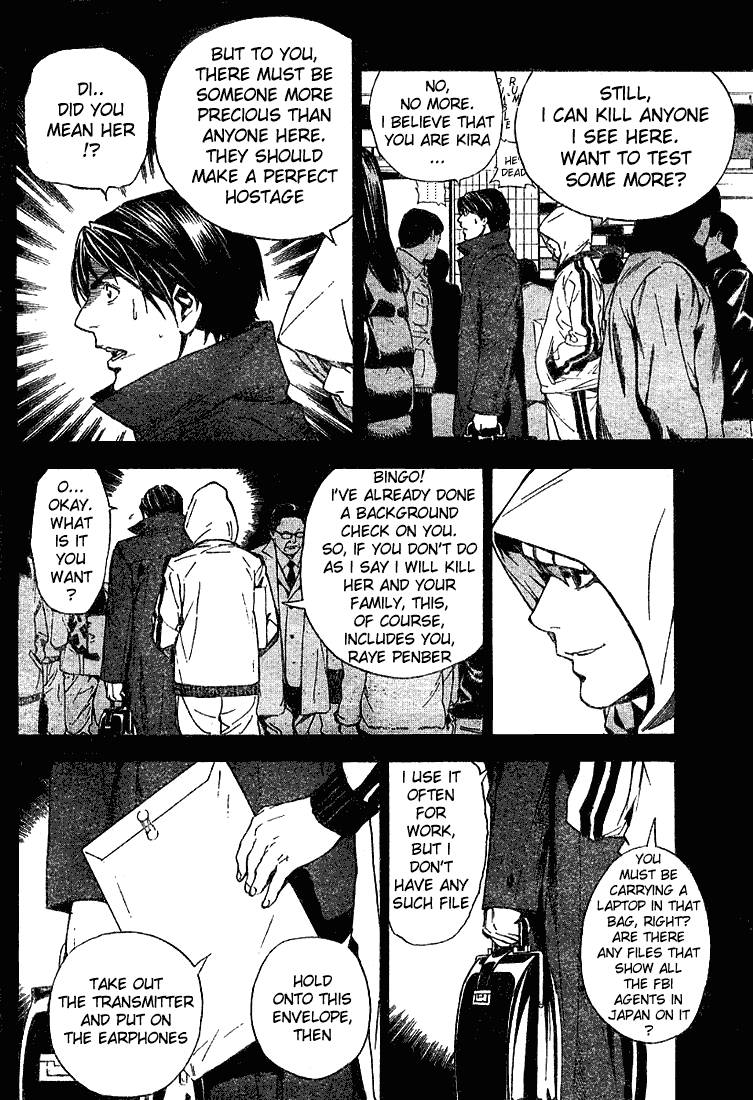 STILL,
I CAN KILL ANYONE
I SEE HERE.
WANT TO TEST
SOME MORE?
HE
DEAD
NO,
NO MORE.
I BELIEVE THAT
YOU ARE KIRA
...
BUT TO YOU,
THERE MUST BE
SOMEONE MORE
PRECIOUS THAN
ANYONE HERE.
THEY SHOULD
MAKE A PERFECT
HOSTAGE
DI..
DID YOU
MEAN HER
!?
BINGO!
I'VE ALREADY DONE
A BACKGROUND
CHECK ON YOU.
SO, IF YOU DON'T DO
AS I SAY I WILL KILL
HER AND YOUR
FAMILY, THIS,
OF COURSE,
INCLUDES YOU,
RAYE PENBER
O...
OKAY.
WHAT
IS IT
YOU
WANT
?
YOU
MUST BE
CARRYING A
LAPTOP IN THAT
BAG, RIGHT?
ARE THERE
ANY FILES THAT
SHOW ALL
THE FBI
AGENTS IN
JAPAN ON IT
?
I USE IT
OFTEN
FOR
WORK,
BUT I
DON'T
HAVE ANY
SUCH FILE
HOLD
ONTO THIS
ENVELOPE,
THEN
TAKE OUT
THE TRANSMITTER
AND PUT ON
THE EARPHONES